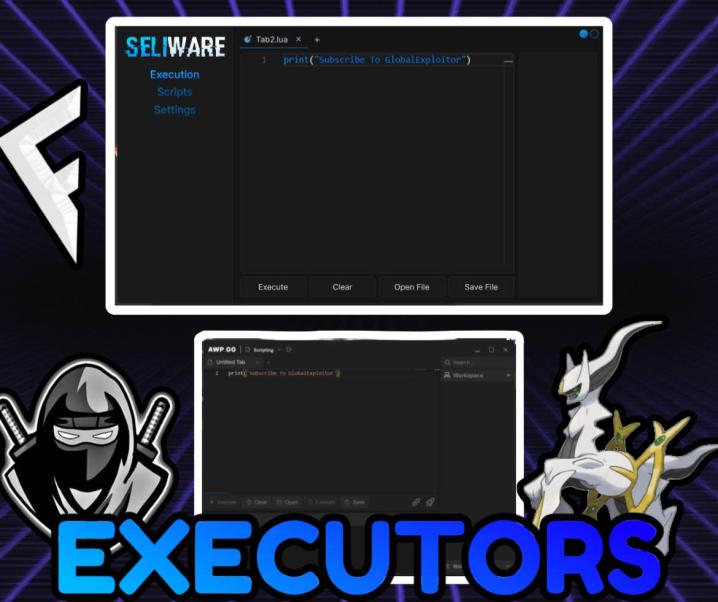 SELIWARE
Tab2.lua × +
Execution
Scripts
Settings
1 print("Subscribe To GlobalExploitor")
Execute Clear Open File Save File
AWP GG Scripting
Untitled Tab × +
Search...
Workspace
1 print("Subscribe To GlobalExploitor")
Execute Clear Open Execute Save
EXECUTORS